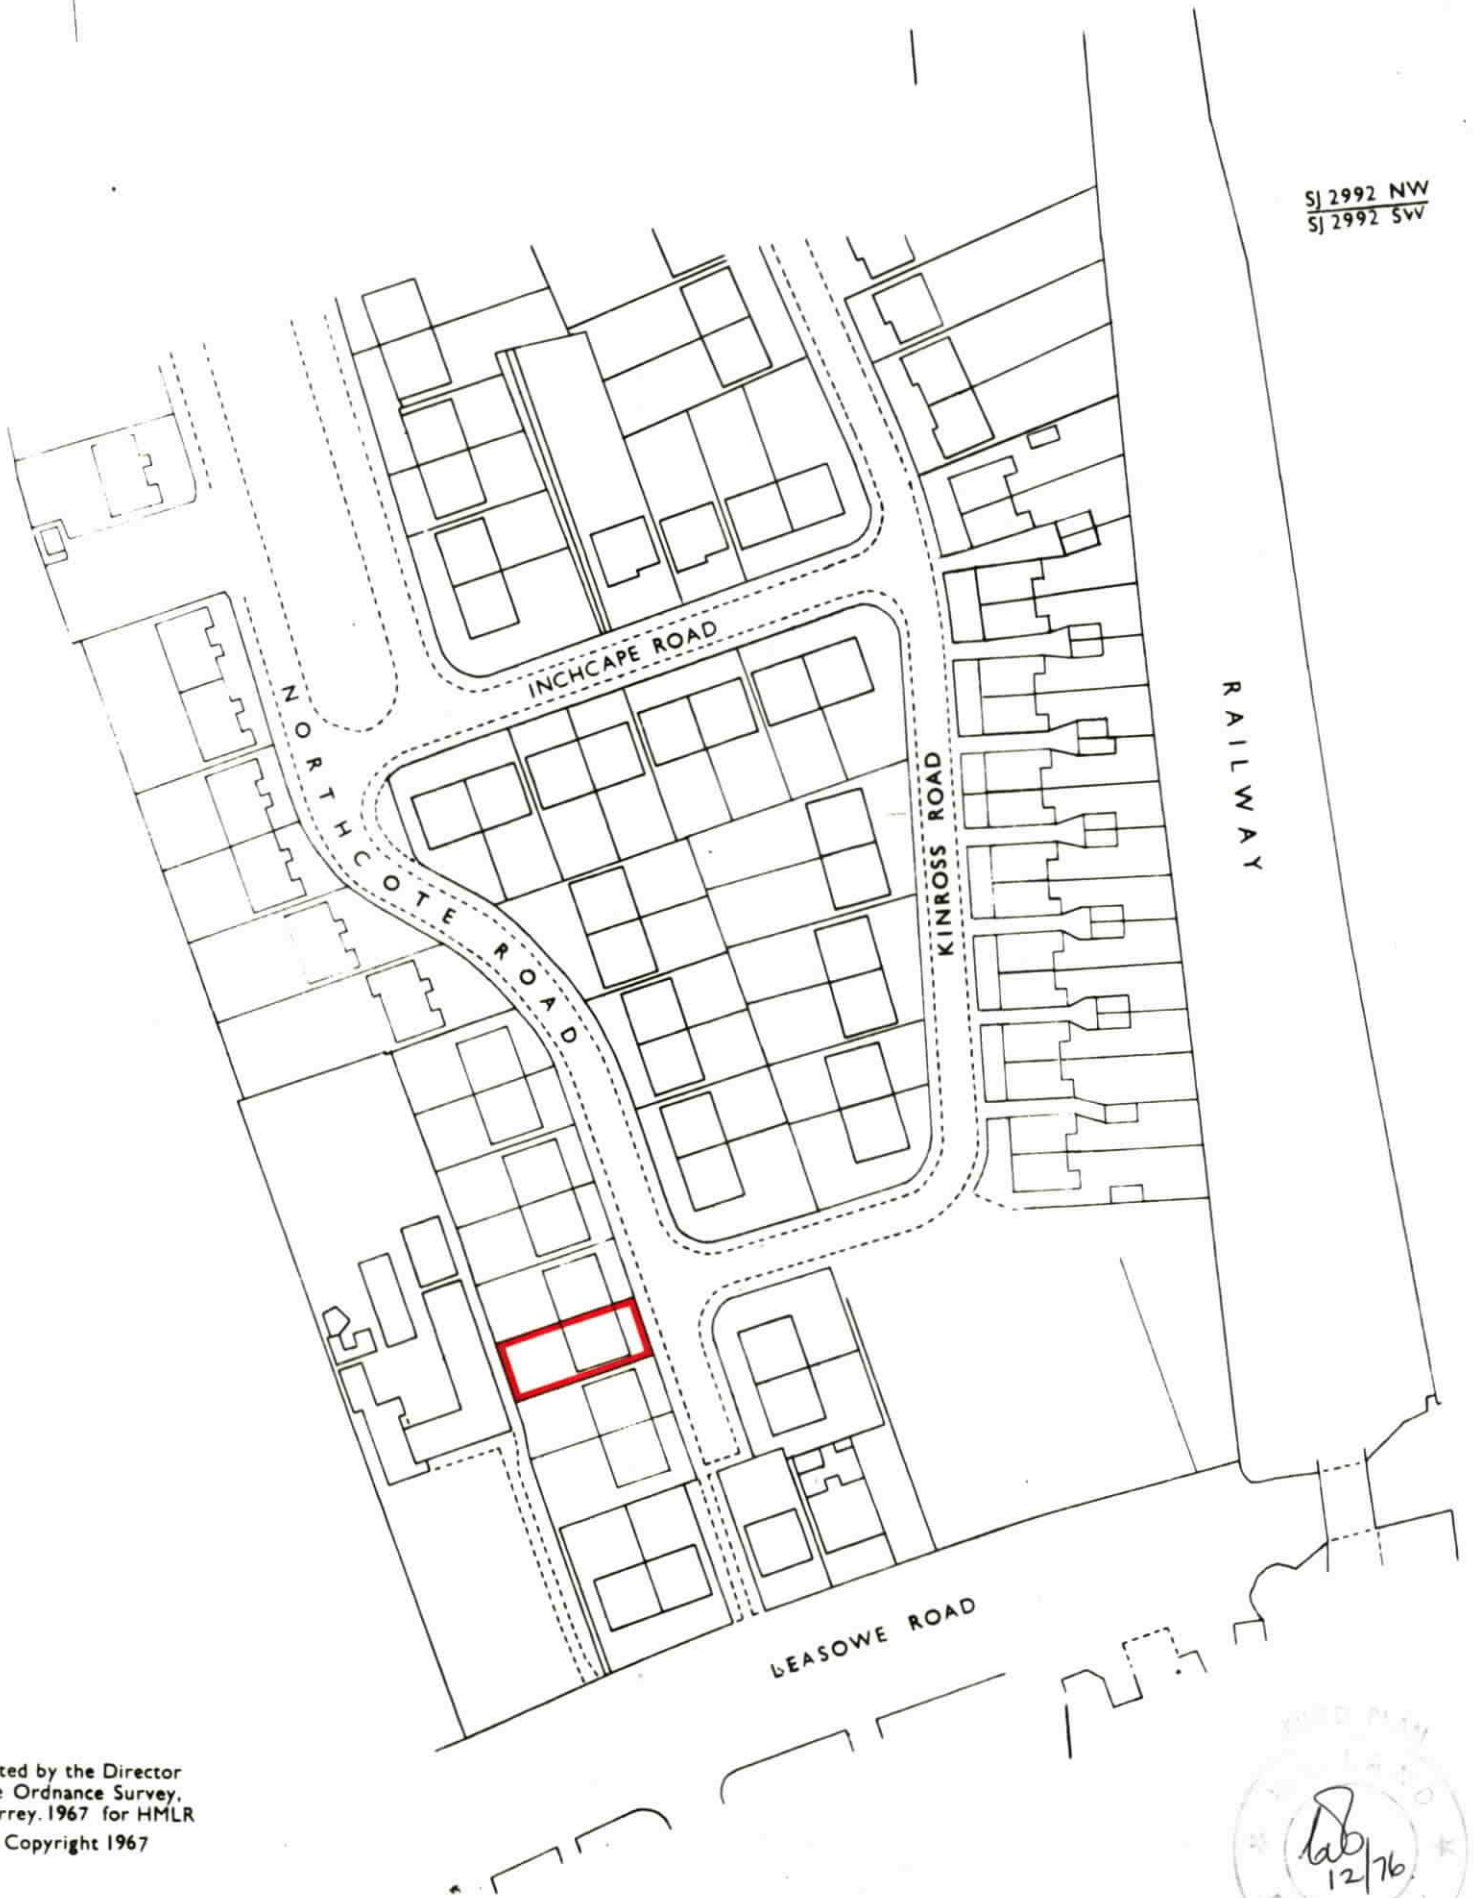 SJ 2992 NW
SJ 2992 SW
INCHCAPE ROAD
NORTHCOTE ROAD
KINROSS ROAD
RAILWAY
LEASOWE ROAD
ted by the Director
e Ordnance Survey,
rrey. 1967 for HMLR
Copyright 1967
PLAN
12/76